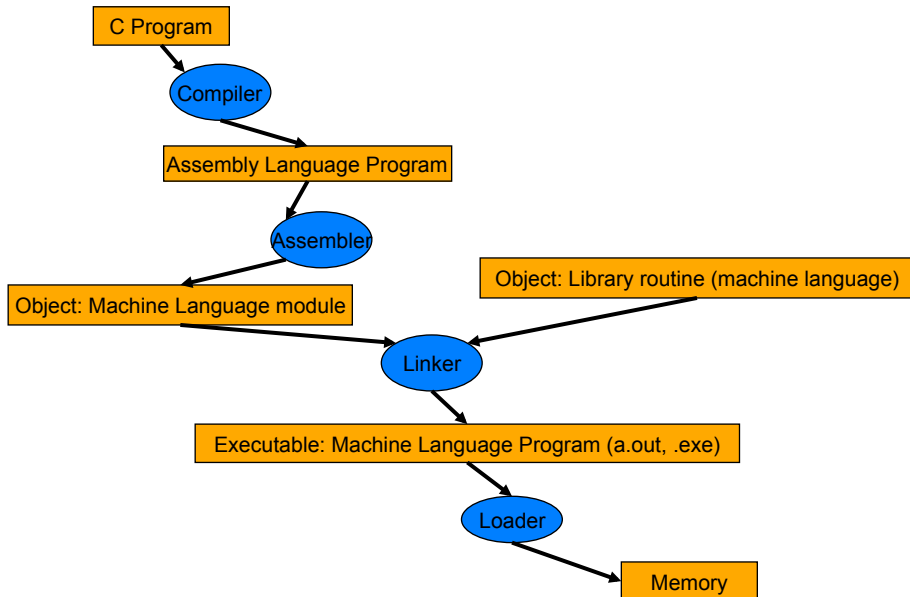 C Program
Compiler
Assembly Language Program
Assembler
Object: Library routine (machine language)
Object: Machine Language module
Linker
Executable: Machine Language Program (a.out, .exe)
Loader
Memory